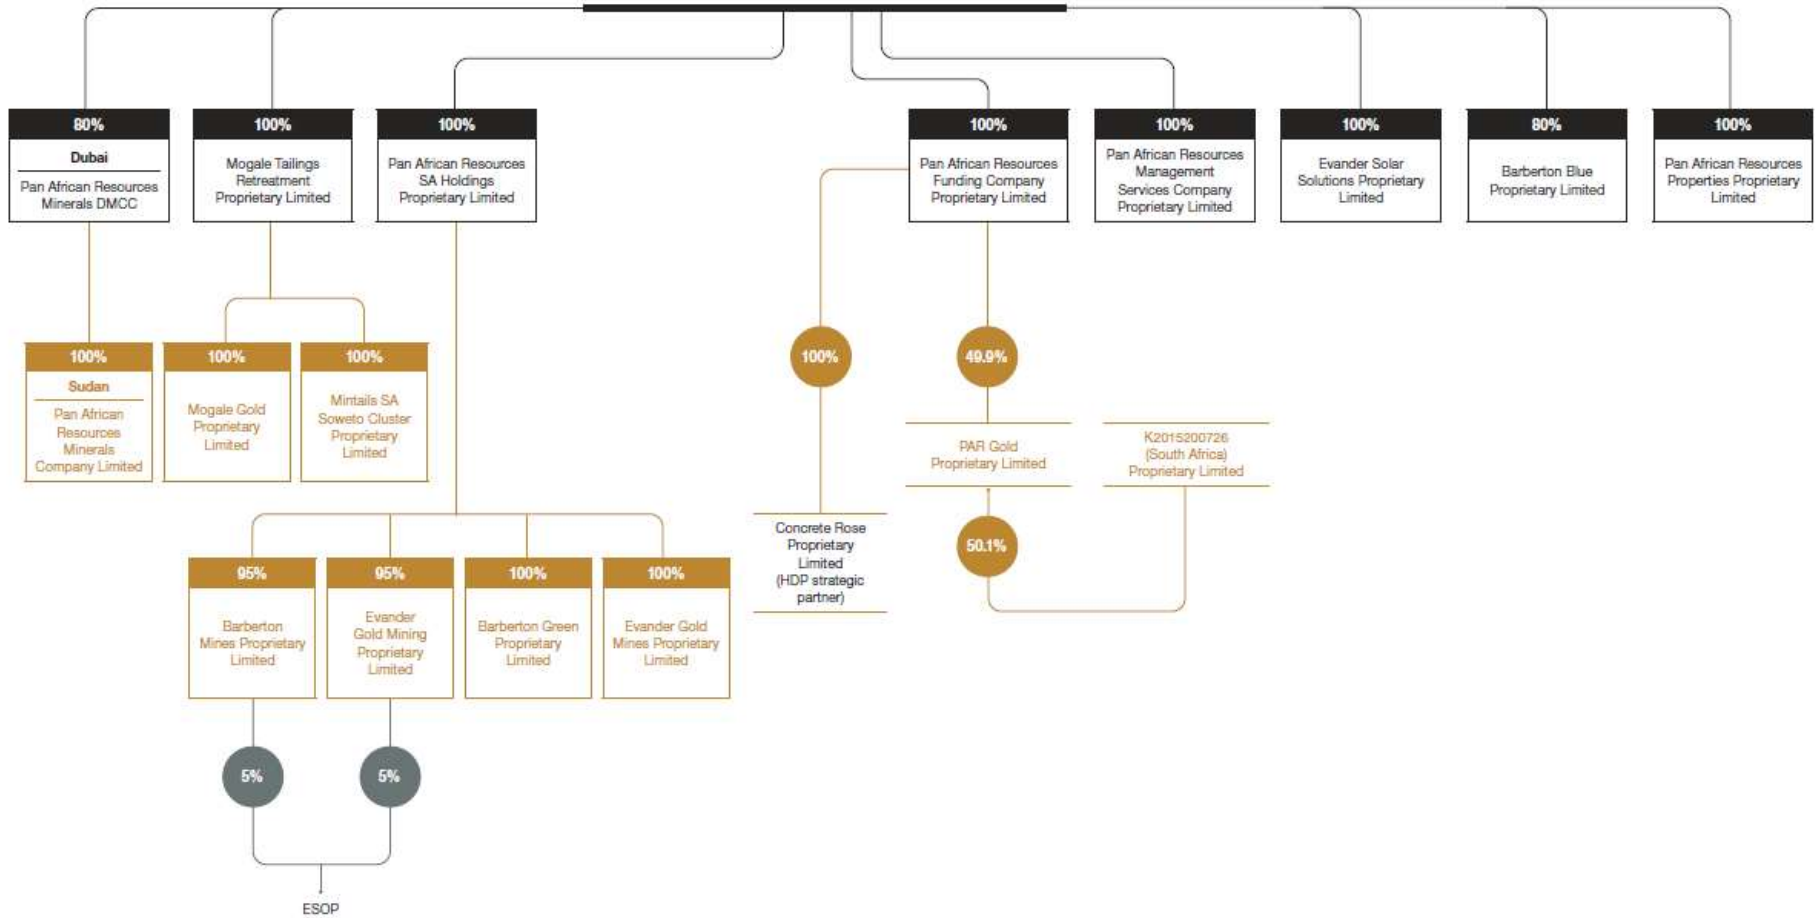 80%
Dubai
Pan African Resources
Minerals DMCC
100%
Mogale Tailings
Retreatment
Proprietary Limited
100%
Pan African Resources
SA Holdings
Proprietary Limited
100%
Pan African Resources
Funding Company
Proprietary Limited
100%
Pan African Resources
Management
Services Company
Proprietary Limited
100%
Evander Solar
Solutions Proprietary
Limited
80%
Barberton Blue
Proprietary Limited
100%
Pan African Resources
Properties Proprietary
Limited
100%
Sudan
Pan African
Resources
Minerals
Company Limited
100%
Mogale Gold
Proprietary
Limited
100%
Mintails SA
Soweto Cluster
Proprietary
Limited
100%
49.9%
PAR Gold
Proprietary Limited
K2015200726
(South Africa)
Proprietary Limited
Concrete Rose
Proprietary
Limited
(HDP strategic
partner)
50.1%
95%
Barberton
Mines Proprietary
Limited
95%
Evander
Gold Mining
Proprietary
Limited
100%
Barberton Green
Proprietary
Limited
100%
Evander Gold
Mines Proprietary
Limited
5%
5%
ESOP